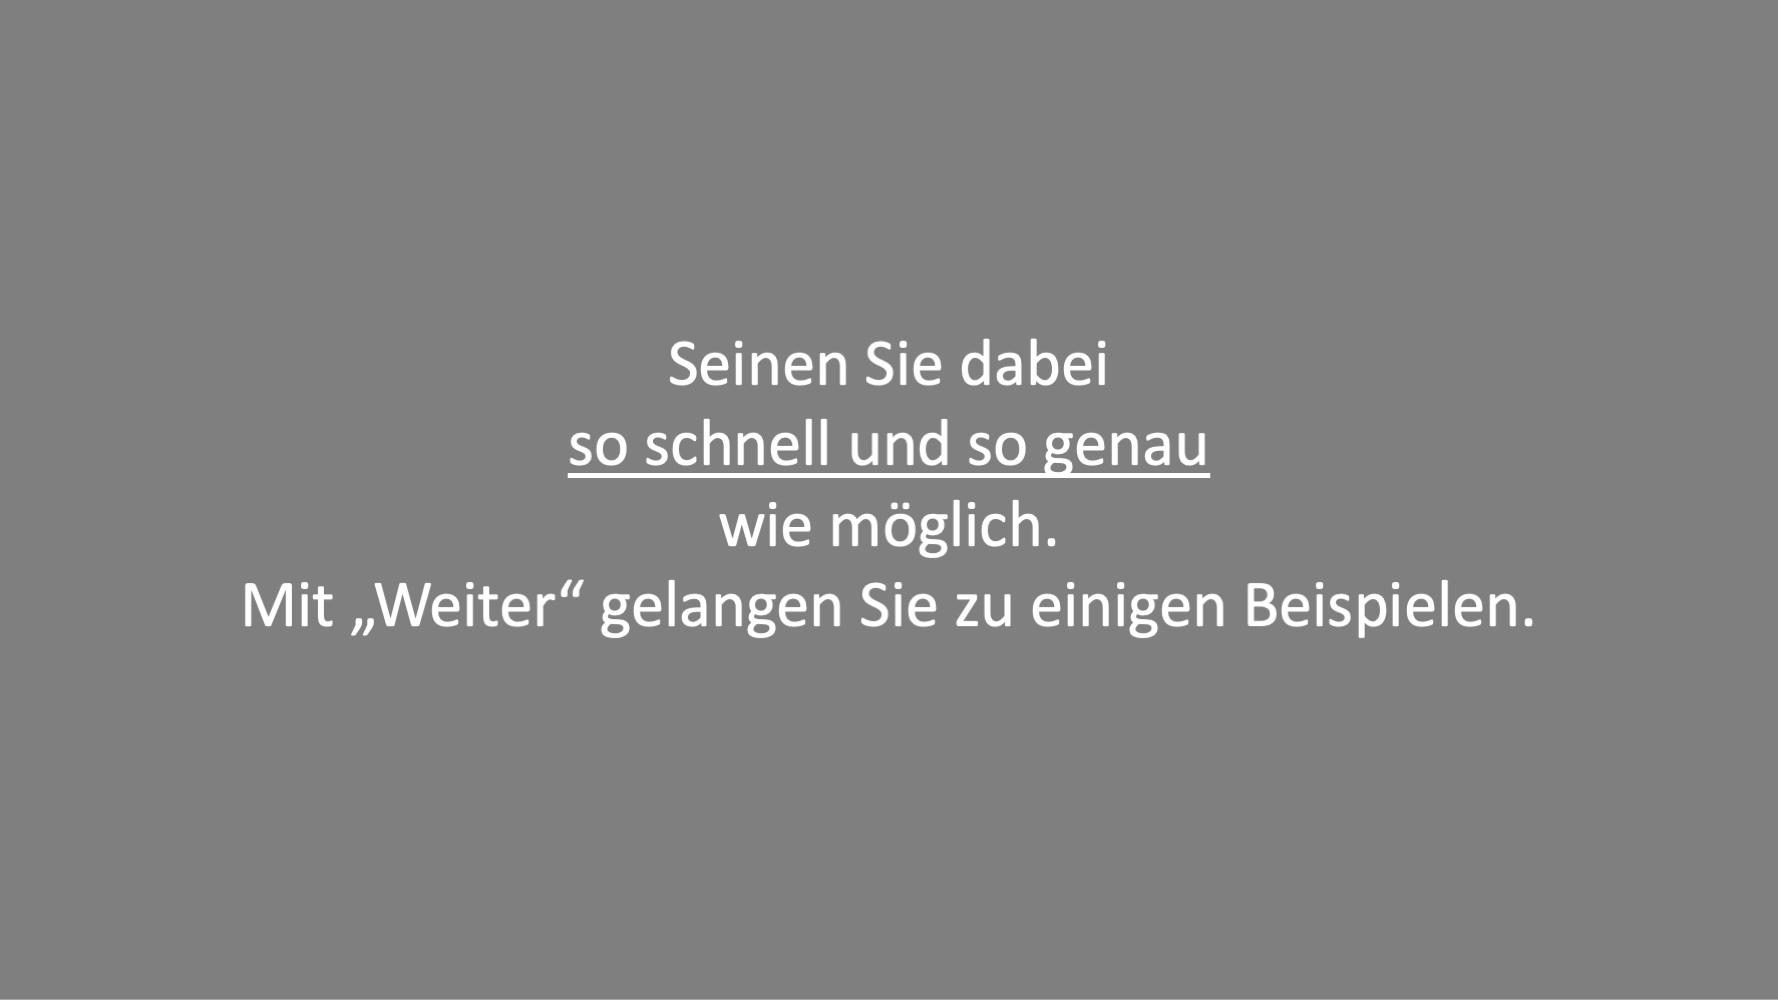 Seinen Sie dabei
so schnell und so genau
wie möglich.
Mit „Weiter“ gelangen Sie zu einigen Beispielen.